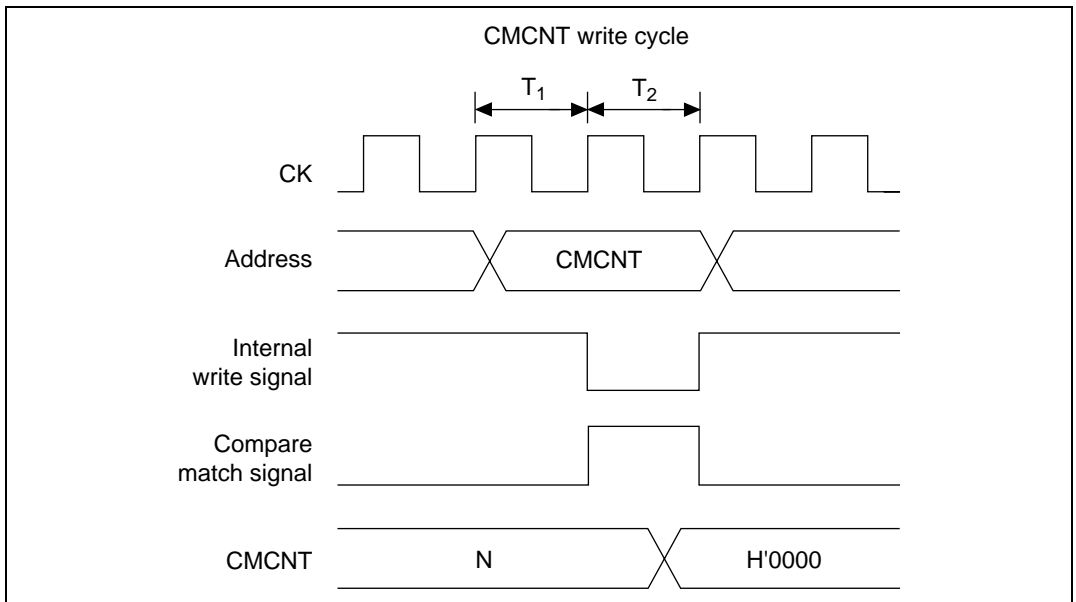 CMCNT write cycle
T1 T2
CK
Address CMCNT
Internal
write signal
Compare
match signal
CMCNT N H'0000